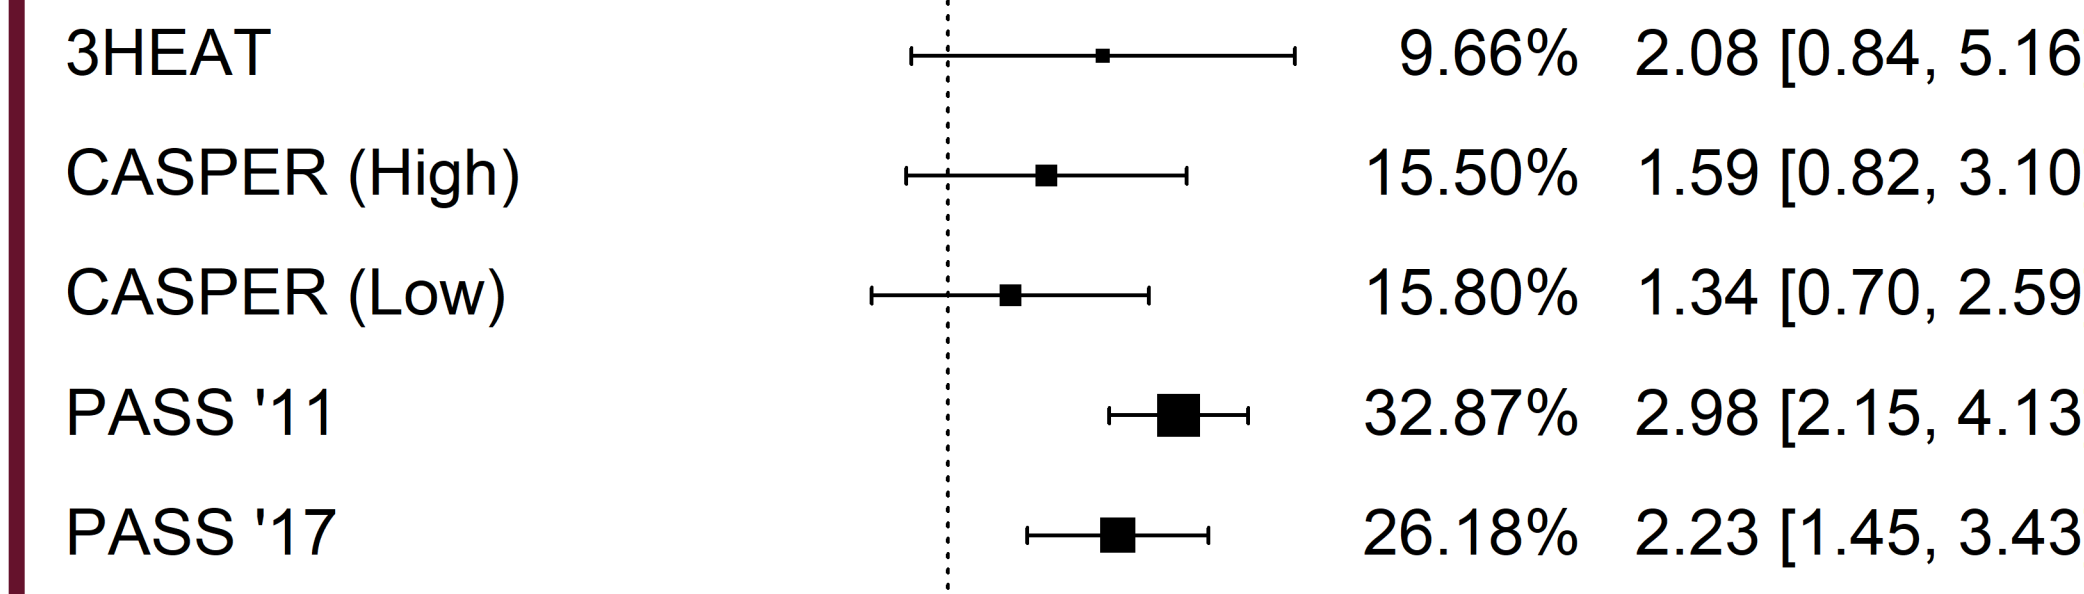 3HEAT 9.66% 2.08 [0.84, 5.16
CASPER (High) 15.50% 1.59 [0.82, 3.10
CASPER (Low) 15.80% 1.34 [0.70, 2.59
PASS '11 32.87% 2.98 [2.15, 4.13
PASS '17 26.18% 2.23 [1.45, 3.43